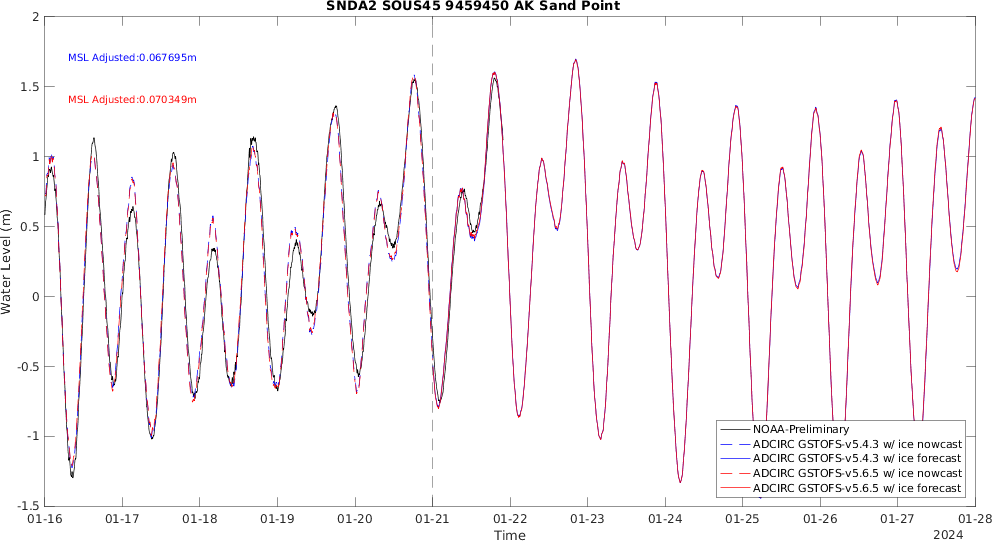 SNDA2 SOUS45 9459450 AK Sand Point
MSL Adjusted:0.067695m
MSL Adjusted:0.070349m
Water Level (m)
2
1.5
1
0.5
0
-0.5
-1
-1.5
NOAA-Preliminary
ADCIRC GSTOFS-v5.4.3 w/ ice nowcast
ADCIRC GSTOFS-v5.4.3 w/ ice forecast
ADCIRC GSTOFS-v5.6.5 w/ ice nowcast
ADCIRC GSTOFS-v5.6.5 w/ ice forecast
01-16 01-17 01-18 01-19 01-20 01-21 01-22 01-23 01-24 01-25 01-26 01-27 01-28
Time
2024